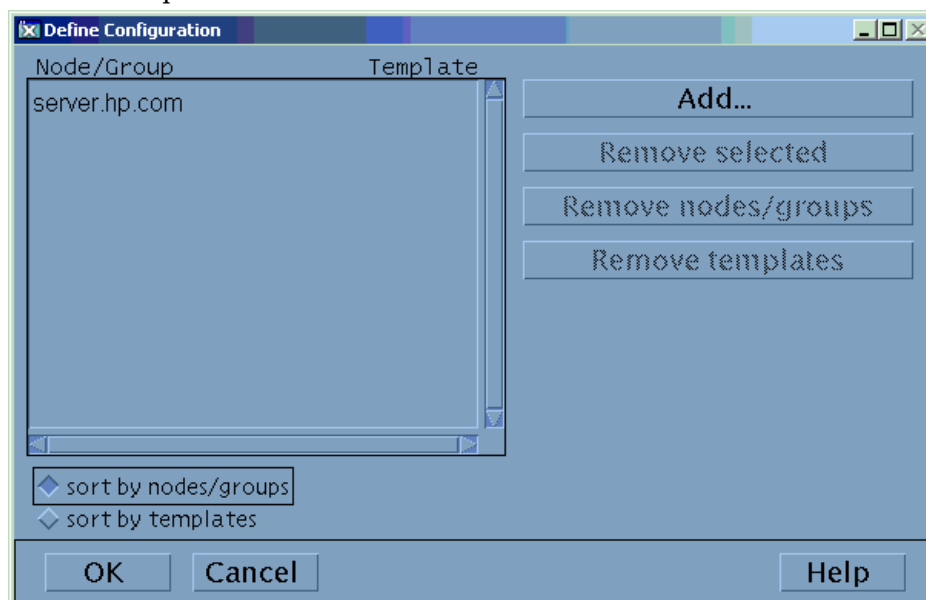 Define Configuration
Node/Group Template
server.hp.com
Add...
Remove selected
Remove nodes/groups
Remove templates
sort by nodes/groups
sort by templates
OK Cancel Help